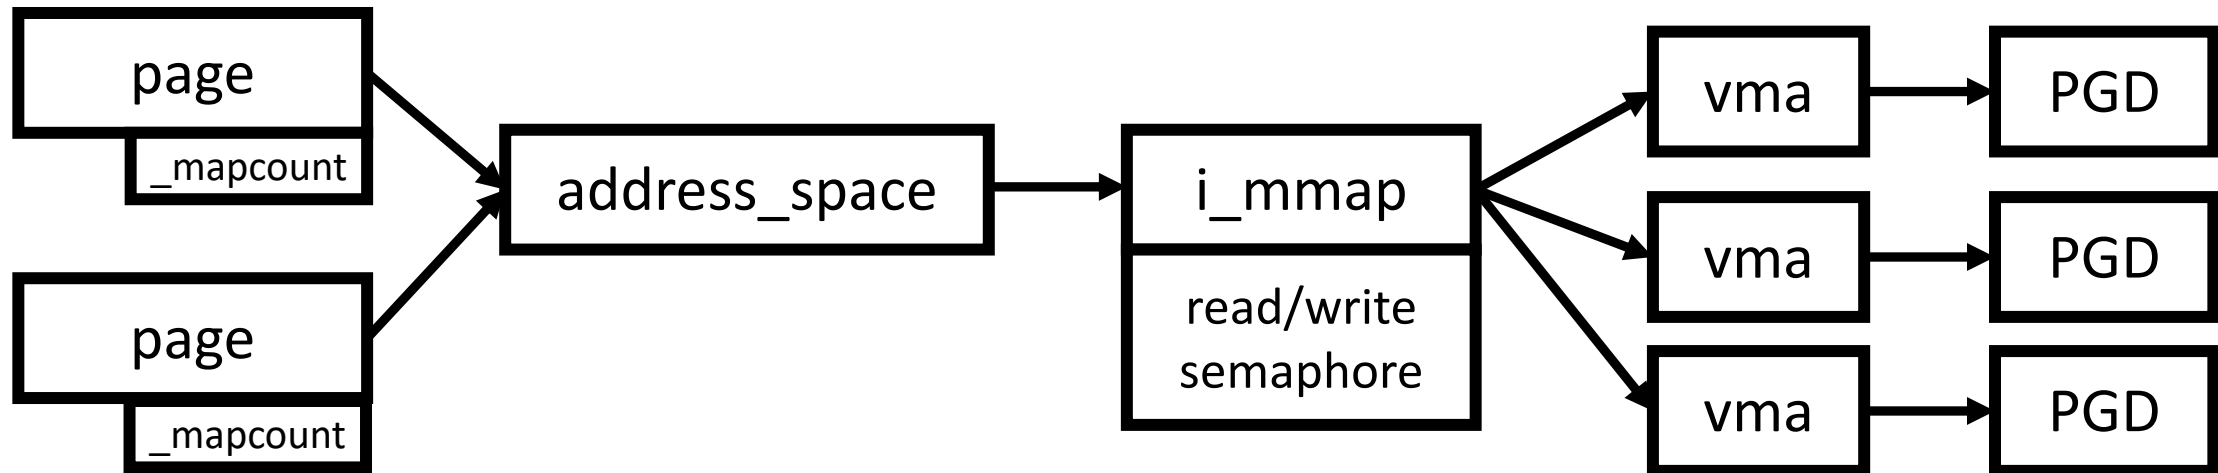 page
_mapcount
page
_mapcount
address_space
i_mmap
read/write
semaphore
vma
PGD
vma
PGD
vma
PGD